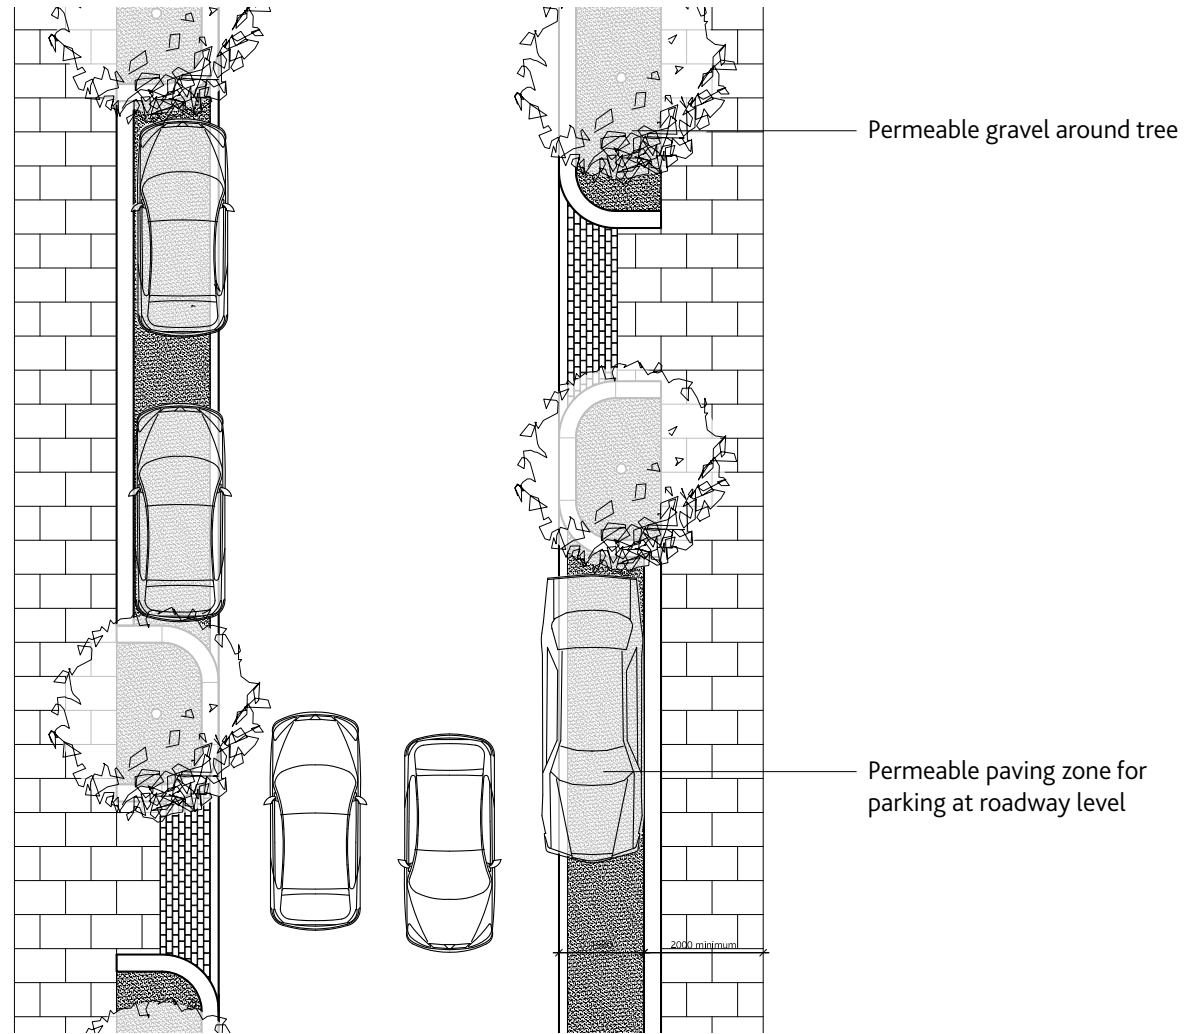 Permeable gravel around tree
Permeable paving zone for
parking at roadway level
2000 minimum